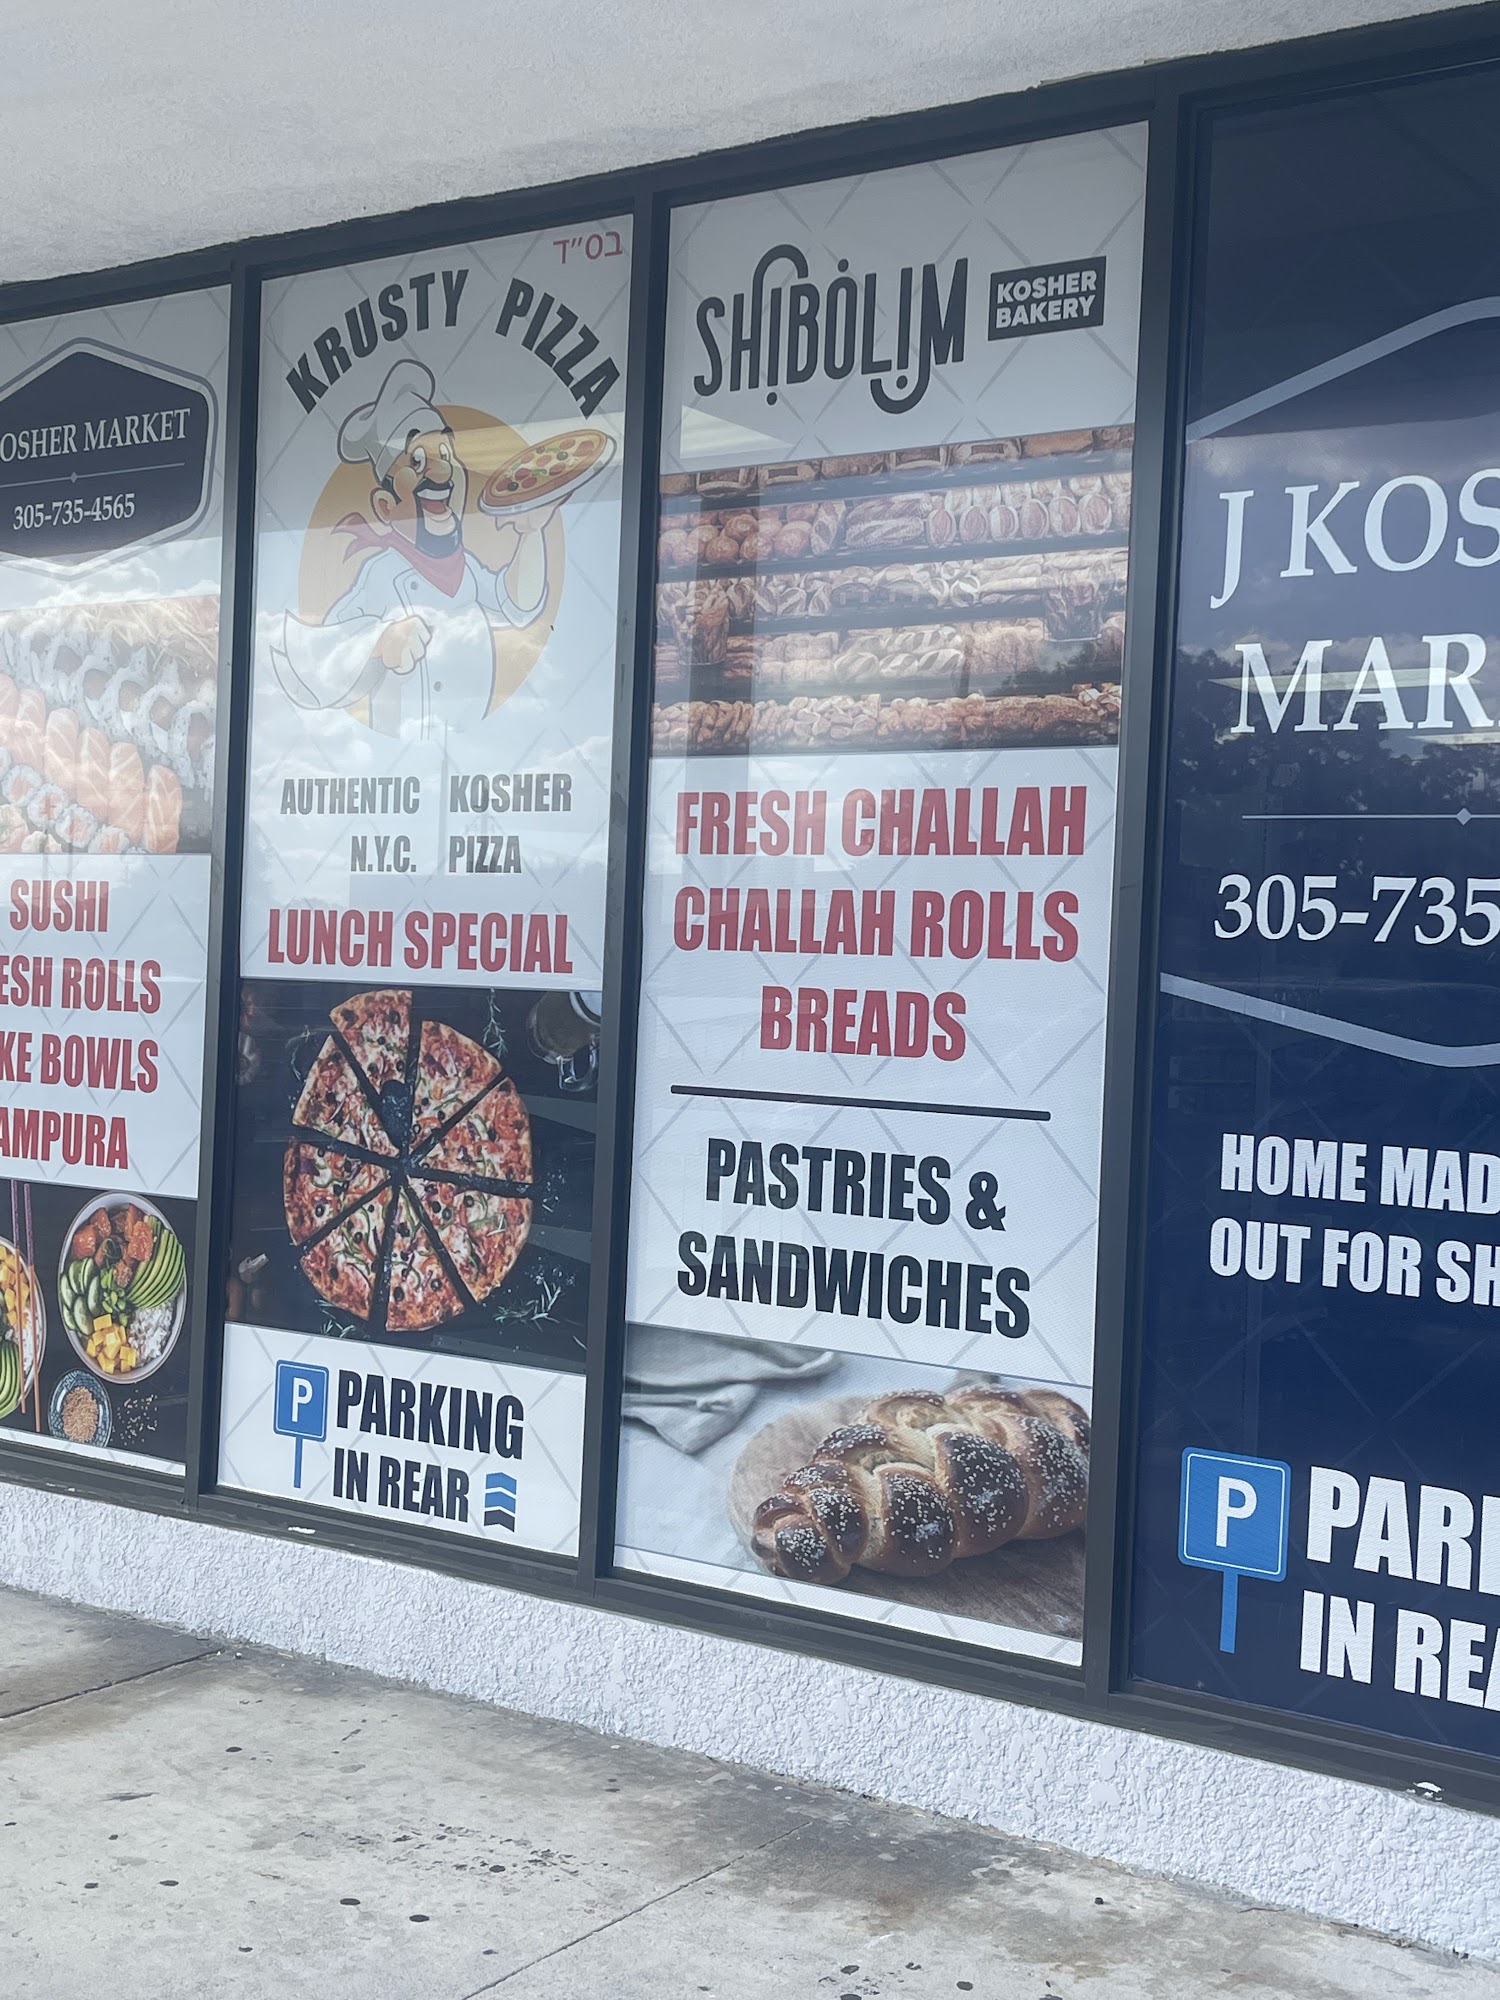 OSHER MARKET
305-735-4565
SUSHI
ESH ROLLS
KE BOWLS
AMPURA
בס״ד
KRUSTY PIZZA
AUTHENTIC KOSHER
N.Y.C. PIZZA
LUNCH SPECIAL
P PARKING
IN REAR
SHIBOLIM
KOSHER
BAKERY
FRESH CHALLAH
CHALLAH ROLLS
BREADS
PASTRIES &
SANDWICHES
J KOS
MAR
305-735
HOME MAD
OUT FOR SH
P PARK
IN REA